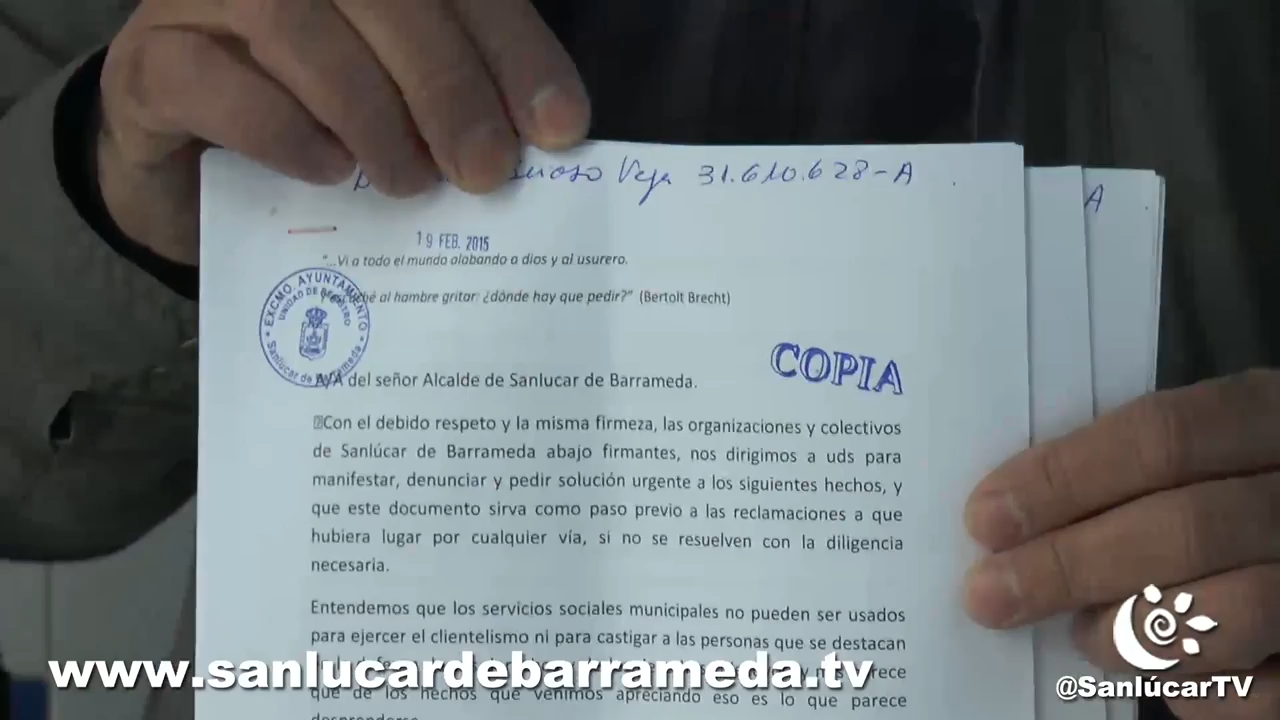 Vega 31.610.628-A
A
19 FEB. 2015
"...Vi a todo el mundo alabando a dios y al usurero.
al hombre gritar: ¿dónde hay que pedir?" (Bertolt Brecht)
EXCMO. AYUNTAMIENTO
UNIDAD DE REGISTRO
Sanlúcar de Barrameda
COPIA
A/A del señor Alcalde de Sanlucar de Barrameda.
Con el debido respeto y la misma firmeza, las organizaciones y colectivos
de Sanlúcar de Barrameda abajo firmantes, nos dirigimos a uds para
manifestar, denunciar y pedir solución urgente a los siguientes hechos, y
que este documento sirva como paso previo a las reclamaciones a que
hubiera lugar por cualquier vía, si no se resuelven con la diligencia
necesaria.
Entendemos que los servicios sociales municipales no pueden ser usados
para ejercer el clientelismo ni para castigar a las personas que se destacan
que de los hechos que venimos apreciando eso es lo que parece
www.sanlucardebarrameda.tv
@SanlúcarTV